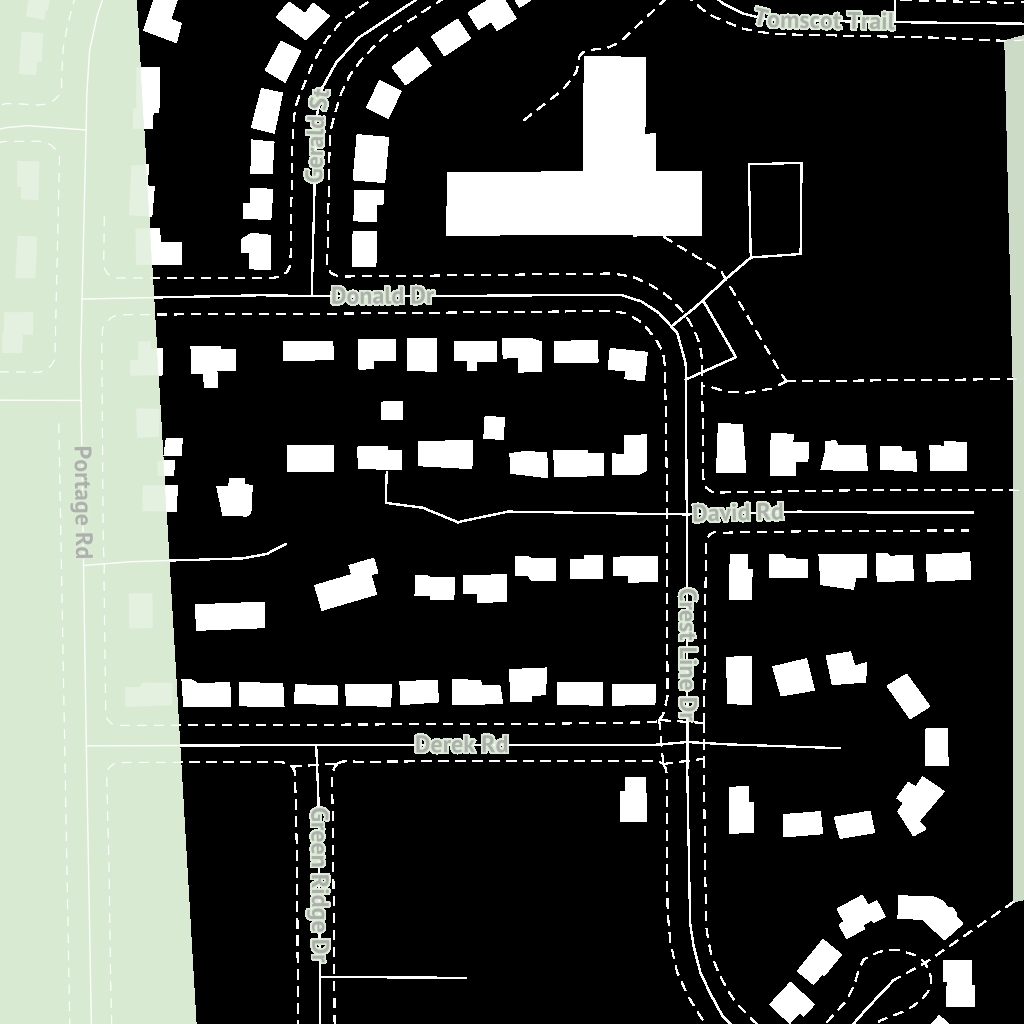 Tomscot Trail
Gerald St
Donald Dr
Portage Rd
David Rd
Crest Line Dr
Derek Rd
Green Ridge Dr